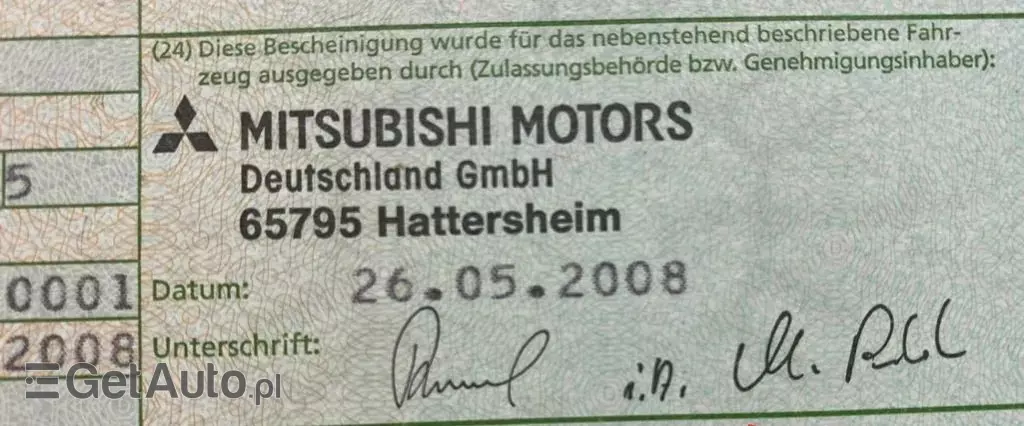 (24) Diese Bescheinigung wurde für das nebenstehend beschriebene Fahr-
zeug ausgegeben durch (Zulassungsbehörde bzw. Genehmigungsinhaber):
MITSUBISHI MOTORS
Deutschland GmbH
5
65795 Hattersheim
0001 Datum: 26.05.2008
2008 Unterschrift:
i.A.
GetAuto.pl